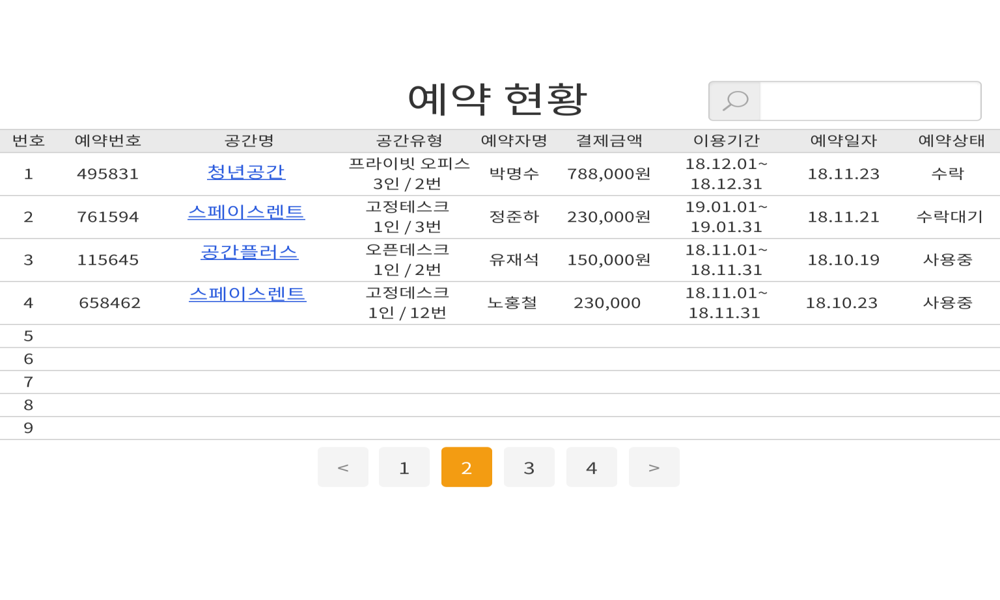 예약 현황
번호 예약번호 공간명 공간유형 예약자명 결제금액 이용기간 예약일자 예약상태
1 495831 청년공간 프라이빗 오피스 3인 / 2번 박명수 788,000원 18.12.01~ 18.12.31 18.11.23 수락
2 761594 스페이스렌트 고정테스크 1인 / 3번 정준하 230,000원 19.01.01~ 19.01.31 18.11.21 수락대기
3 115645 공간플러스 오픈데스크 1인 / 2번 유재석 150,000원 18.11.01~ 18.11.31 18.10.19 사용중
4 658462 스페이스렌트 고정데스크 1인 / 12번 노홍철 230,000 18.11.01~ 18.11.31 18.10.23 사용중
5
6
7
8
9
< 1 2 3 4 >